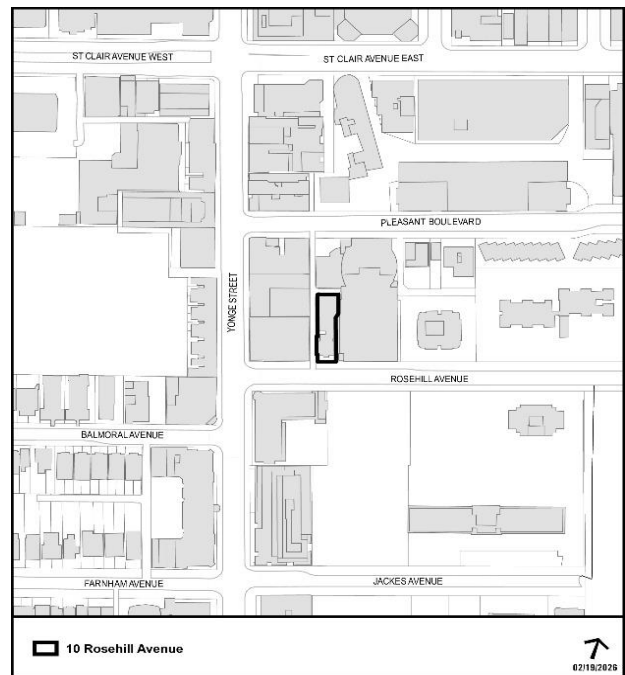 ST CLAIR AVENUE WEST
ST CLAIR AVENUE EAST
PLEASANT BOULEVARD
YONGE STREET
ROSEHILL AVENUE
BALMORAL AVENUE
FARNHAM AVENUE
JACKES AVENUE
10 Rosehill Avenue
02/19/2026